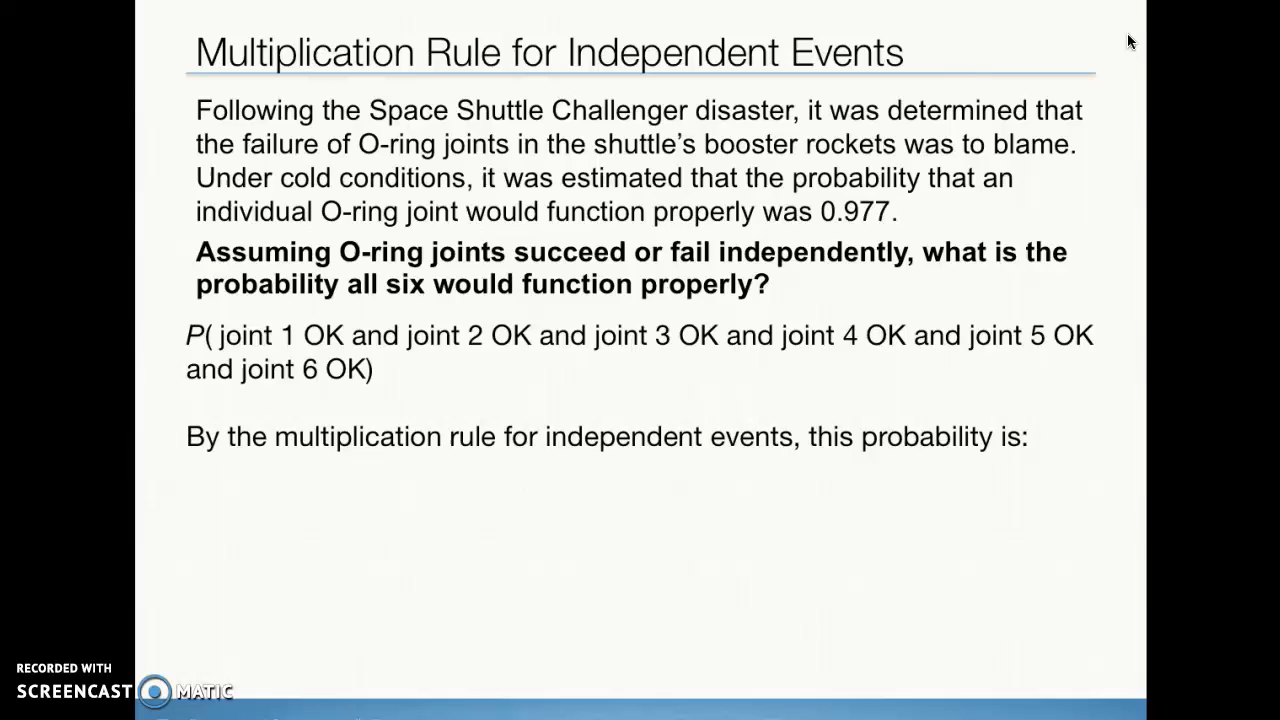 Multiplication Rule for Independent Events
Following the Space Shuttle Challenger disaster, it was determined that
the failure of O-ring joints in the shuttle’s booster rockets was to blame.
Under cold conditions, it was estimated that the probability that an
individual O-ring joint would function properly was 0.977.
Assuming O-ring joints succeed or fail independently, what is the
probability all six would function properly?
P( joint 1 OK and joint 2 OK and joint 3 OK and joint 4 OK and joint 5 OK
and joint 6 OK)
By the multiplication rule for independent events, this probability is:
RECORDED WITH
SCREENCAST MATIC